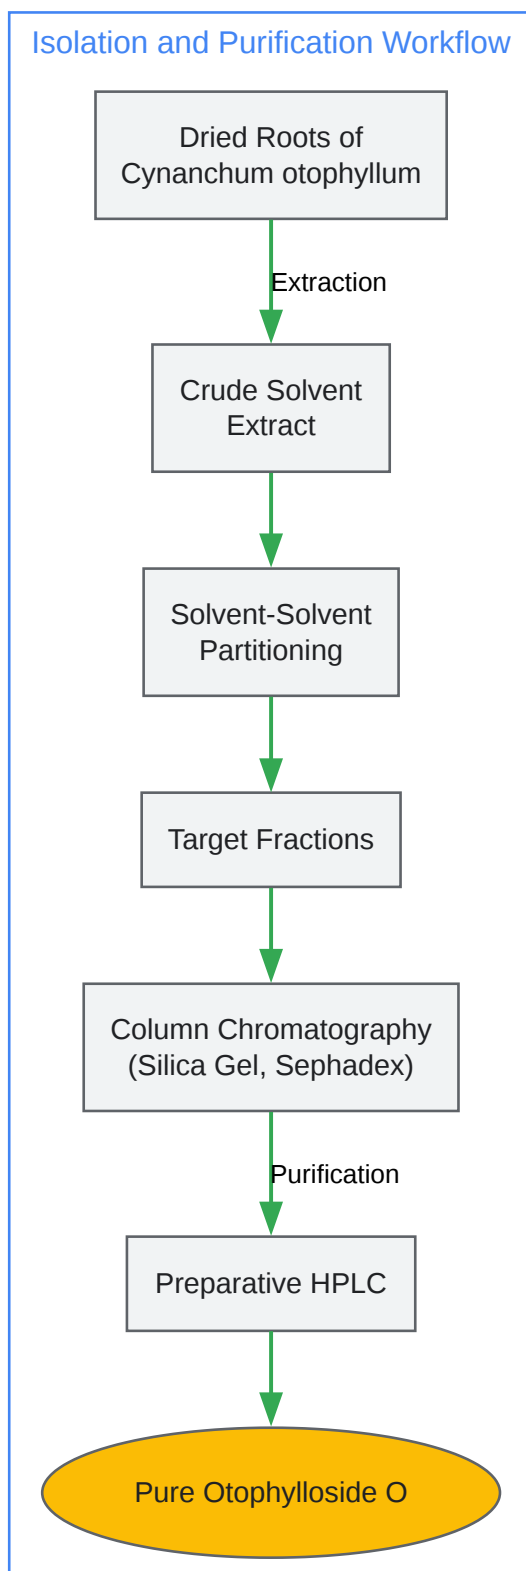 Isolation and Purification Workflow
Dried Roots of
Cynanchum otophyllum
Extraction
Crude Solvent
Extract
Solvent-Solvent
Partitioning
Target Fractions
Column Chromatography
(Silica Gel, Sephadex)
Purification
Preparative HPLC
Pure Otophylloside O